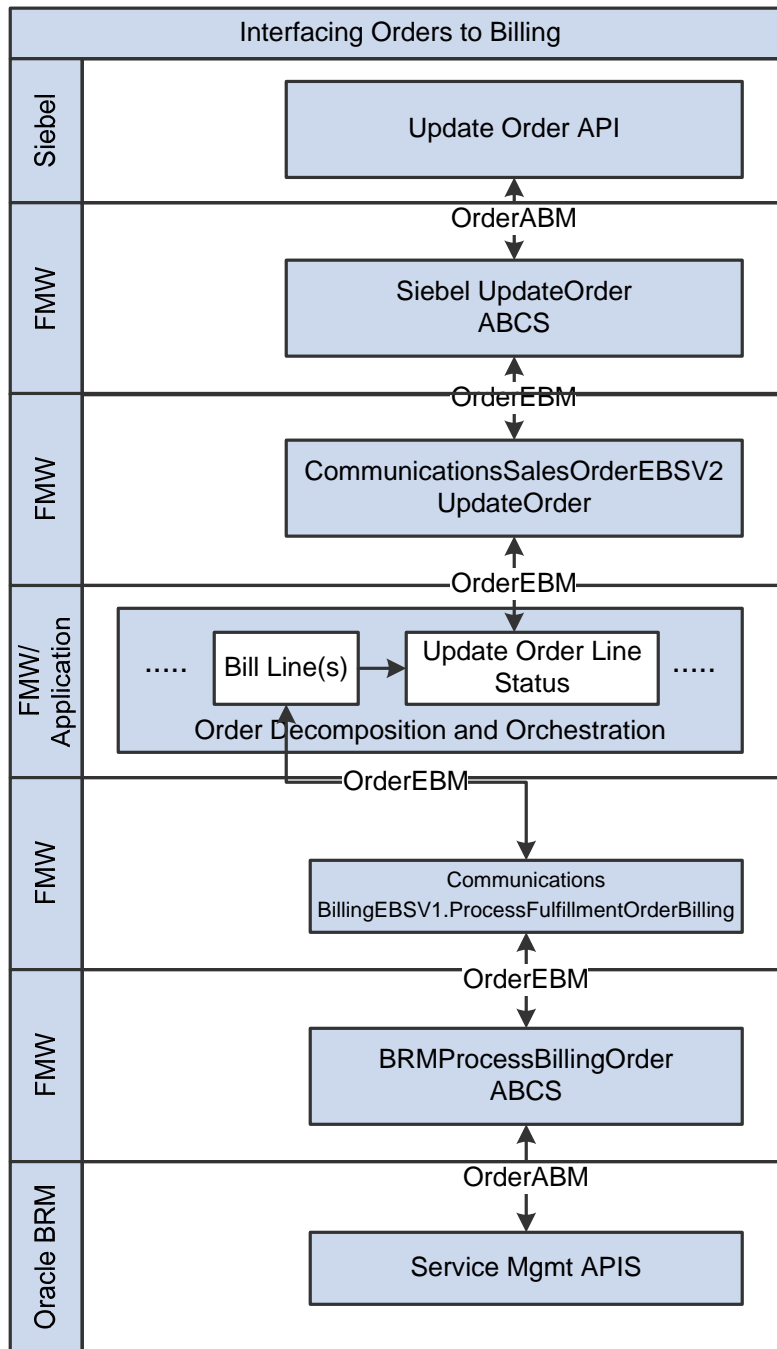 Interfacing Orders to Billing
Siebel
Update Order API
OrderABM
FMW
Siebel UpdateOrder
ABCS
OrderEBM
FMW
CommunicationsSalesOrderEBSV2
UpdateOrder
OrderEBM
FMW/
Application
.....
Bill Line(s)
Update Order Line
Status
.....
Order Decomposition and Orchestration
OrderEBM
FMW
Communications
BillingEBSV1.ProcessFulfillmentOrderBilling
OrderEBM
FMW
BRMProcessBillingOrder
ABCS
OrderABM
Oracle BRM
Service Mgmt APIS